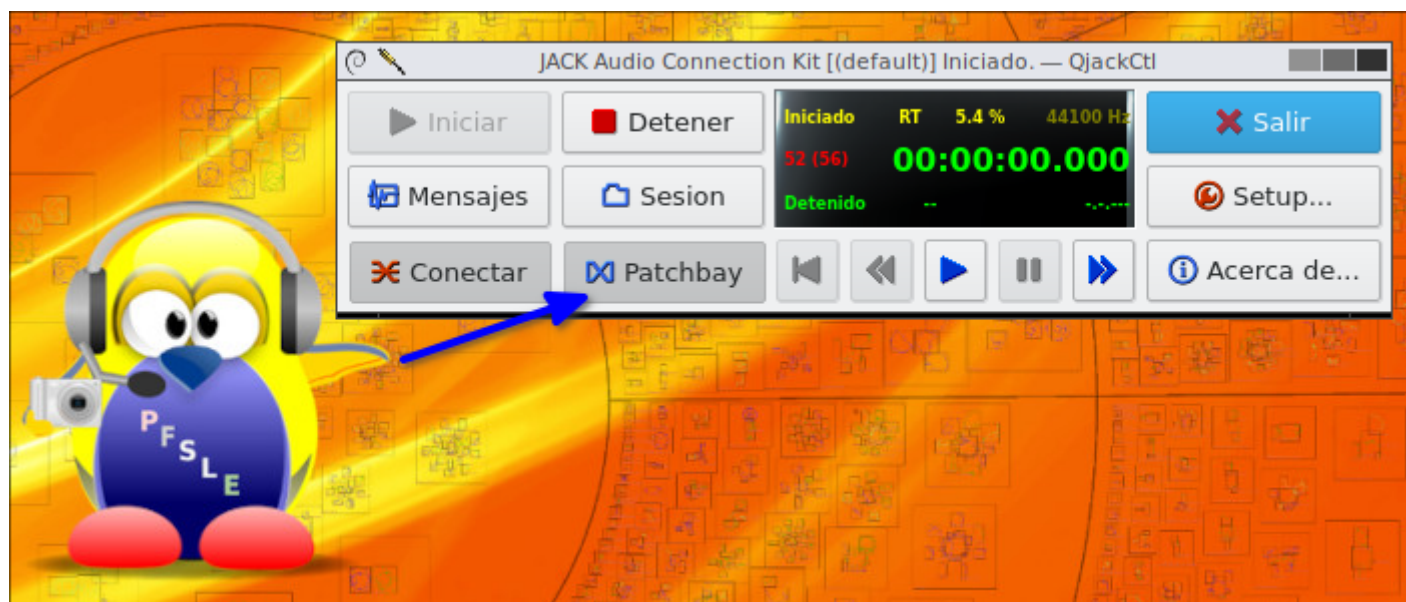 JACK Audio Connection Kit [(default)] Iniciado. — QjackCtl
Iniciar
Detener
Iniciado RT 5.4 % 44100 Hz
Salir
52 (56) 00:00:00.000
Mensajes
Sesion
Detenido -- -.-.---
Setup...
Conectar
Patchbay
Acerca de...
PFSLE